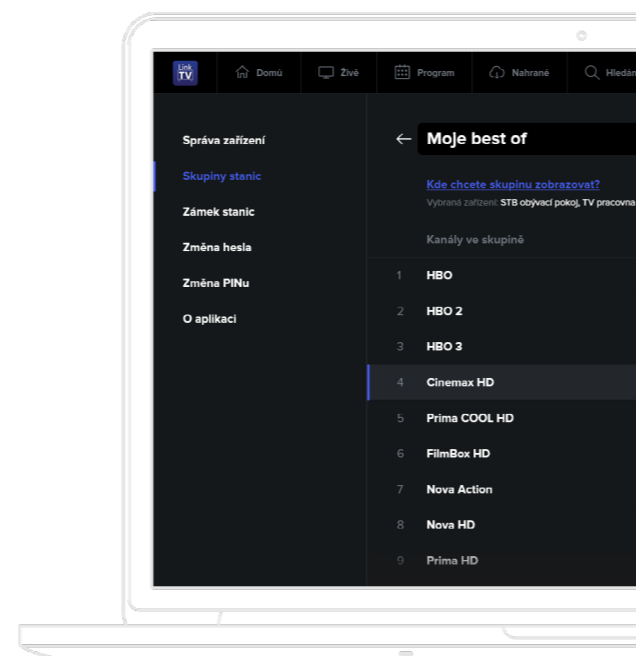 Link
TV
Domů
Živě
Program
Nahrané
Hledán
Správa zařízení
Skupiny stanic
Zámek stanic
Změna hesla
Změna PINu
O aplikaci
Moje best of
Kde chcete skupinu zobrazovat?
Vybraná zařízení: STB obývací pokoj, TV pracovna
Kanály ve skupině
1 HBO
2 HBO 2
3 HBO 3
4 Cinemax HD
5 Prima COOL HD
6 FilmBox HD
7 Nova Action
8 Nova HD
9 Prima HD